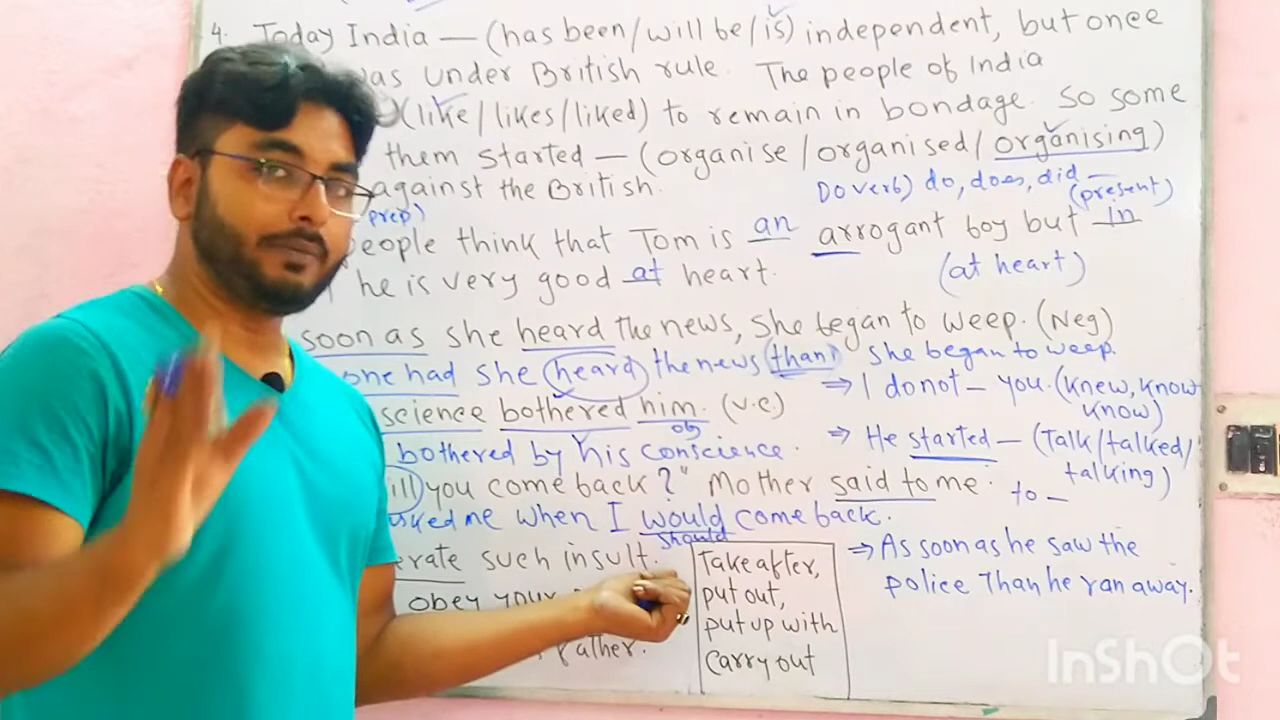 4. Today India — (has been/will be/is) independent, but once
was under British rule. The people of India
(like/likes/liked) to remain in bondage. So some
them started — (organise/organised/organising)
against the British.
Do verb) do, does, did —
(present)
prep)
people think that Tom is an arrogant boy but in
he is very good at heart.
(at heart)
soon as she heard the news, She began to weep. (Neg)
one had she heard the news than she began to weep.
science bothered him. (v.c.)
ob
bothered by his conscience.
ill you come back?" Mother said to me.
asked me when I would come back.
should
erate such insult.
obey your
father.
Take after,
put out,
put up with
Carry out
⇒ I do not — you. (knew, know
know)
⇒ He started — (Talk/talked/
talking)
to —
⇒ As soon as he saw the
police Than he ran away.
InShOt